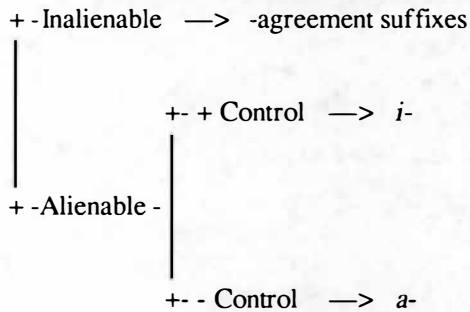 + -Inalienable —> -agreement suffixes
+- + Control —> i-
+ -Alienable -
+- - Control —> a-